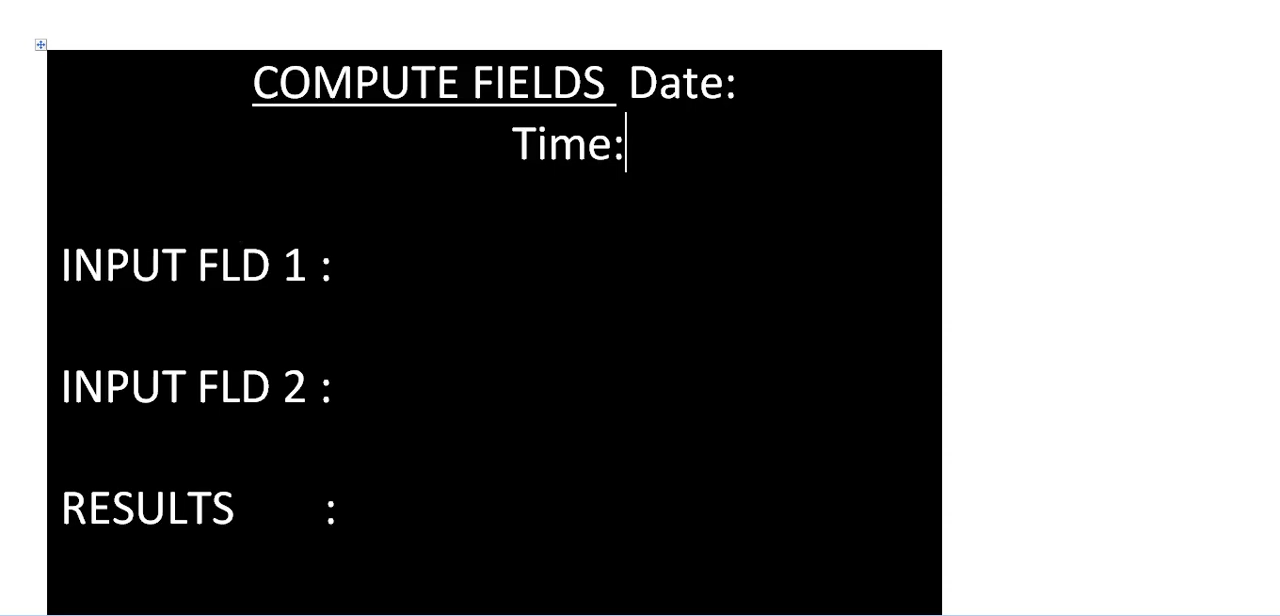 COMPUTE FIELDS Date:
Time:
INPUT FLD 1 :
INPUT FLD 2 :
RESULTS :